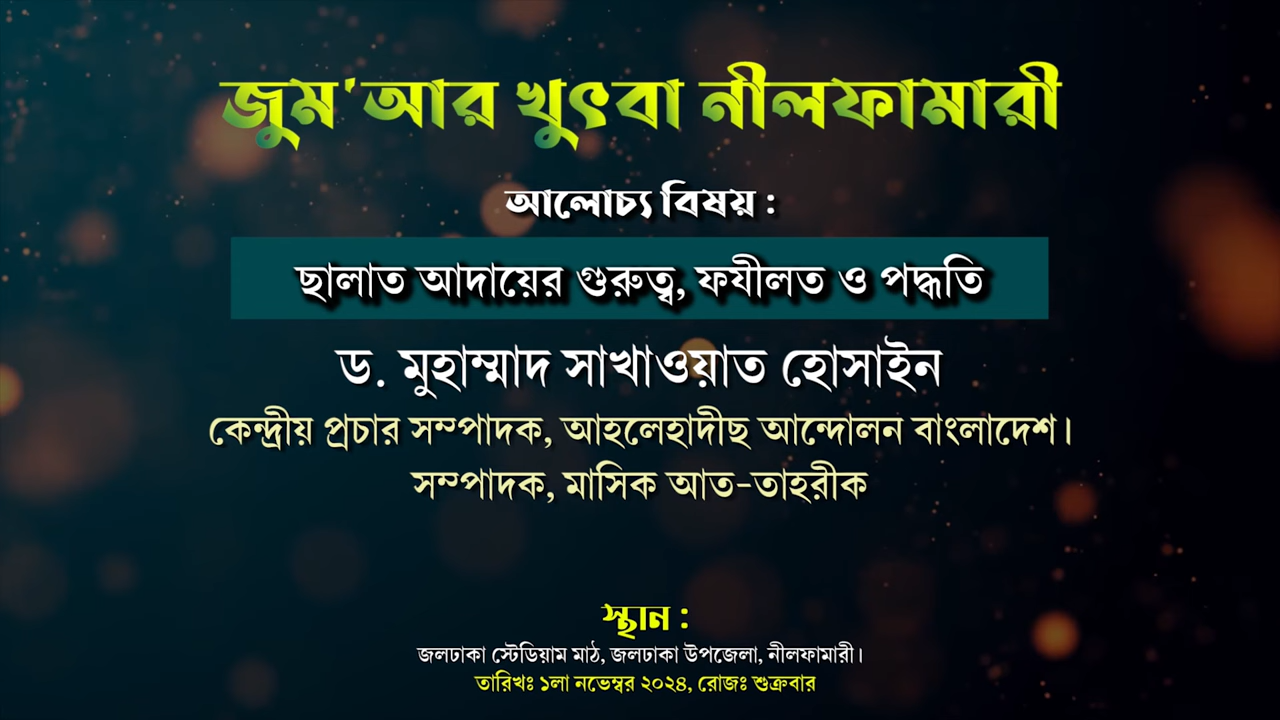 জুম'আর খুৎবা নীলফামারী
আলোচ্য বিষয় :
ছালাত আদায়ের গুরুত্ব, ফযীলত ও পদ্ধতি
ড. মুহাম্মাদ সাখাওয়াত হোসাইন
কেন্দ্রীয় প্রচার সম্পাদক, আহলেহাদীছ আন্দোলন বাংলাদেশ।
সম্পাদক, মাসিক আত-তাহরীক
স্থান :
জলঢাকা স্টেডিয়াম মাঠ, জলঢাকা উপজেলা, নীলফামারী।
তারিখঃ ১লা নভেম্বর ২০২৪, রোজঃ শুক্রবার